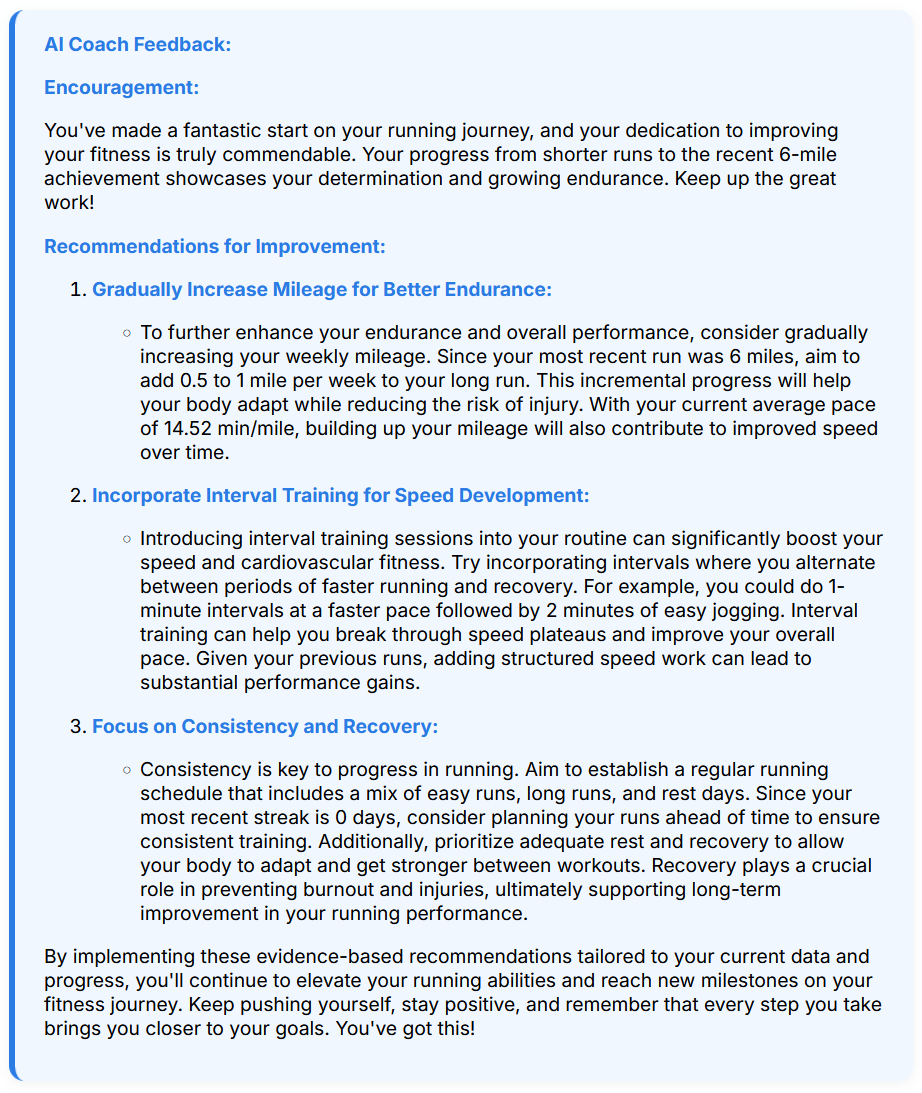 AI Coach Feedback:
Encouragement:
You've made a fantastic start on your running journey, and your dedication to improving
your fitness is truly commendable. Your progress from shorter runs to the recent 6-mile
achievement showcases your determination and growing endurance. Keep up the great
work!
Recommendations for Improvement:
1. Gradually Increase Mileage for Better Endurance:
○ To further enhance your endurance and overall performance, consider gradually
increasing your weekly mileage. Since your most recent run was 6 miles, aim to
add 0.5 to 1 mile per week to your long run. This incremental progress will help
your body adapt while reducing the risk of injury. With your current average pace
of 14.52 min/mile, building up your mileage will also contribute to improved speed
over time.
2. Incorporate Interval Training for Speed Development:
○ Introducing interval training sessions into your routine can significantly boost your
speed and cardiovascular fitness. Try incorporating intervals where you alternate
between periods of faster running and recovery. For example, you could do 1-
minute intervals at a faster pace followed by 2 minutes of easy jogging. Interval
training can help you break through speed plateaus and improve your overall
pace. Given your previous runs, adding structured speed work can lead to
substantial performance gains.
3. Focus on Consistency and Recovery:
○ Consistency is key to progress in running. Aim to establish a regular running
schedule that includes a mix of easy runs, long runs, and rest days. Since your
most recent streak is 0 days, consider planning your runs ahead of time to ensure
consistent training. Additionally, prioritize adequate rest and recovery to allow
your body to adapt and get stronger between workouts. Recovery plays a crucial
role in preventing burnout and injuries, ultimately supporting long-term
improvement in your running performance.
By implementing these evidence-based recommendations tailored to your current data and
progress, you'll continue to elevate your running abilities and reach new milestones on your
fitness journey. Keep pushing yourself, stay positive, and remember that every step you take
brings you closer to your goals. You've got this!